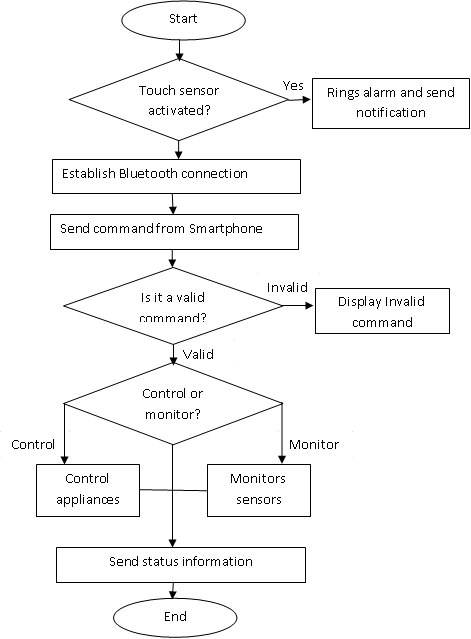 Start
Touch sensor
activated?
Yes
Rings alarm and send
notification
Establish Bluetooth connection
Send command from Smartphone
Is it a valid
command?
Invalid
Display Invalid
command
Valid
Control or
monitor?
Control
Monitor
Control
appliances
Monitors
sensors
Send status information
End